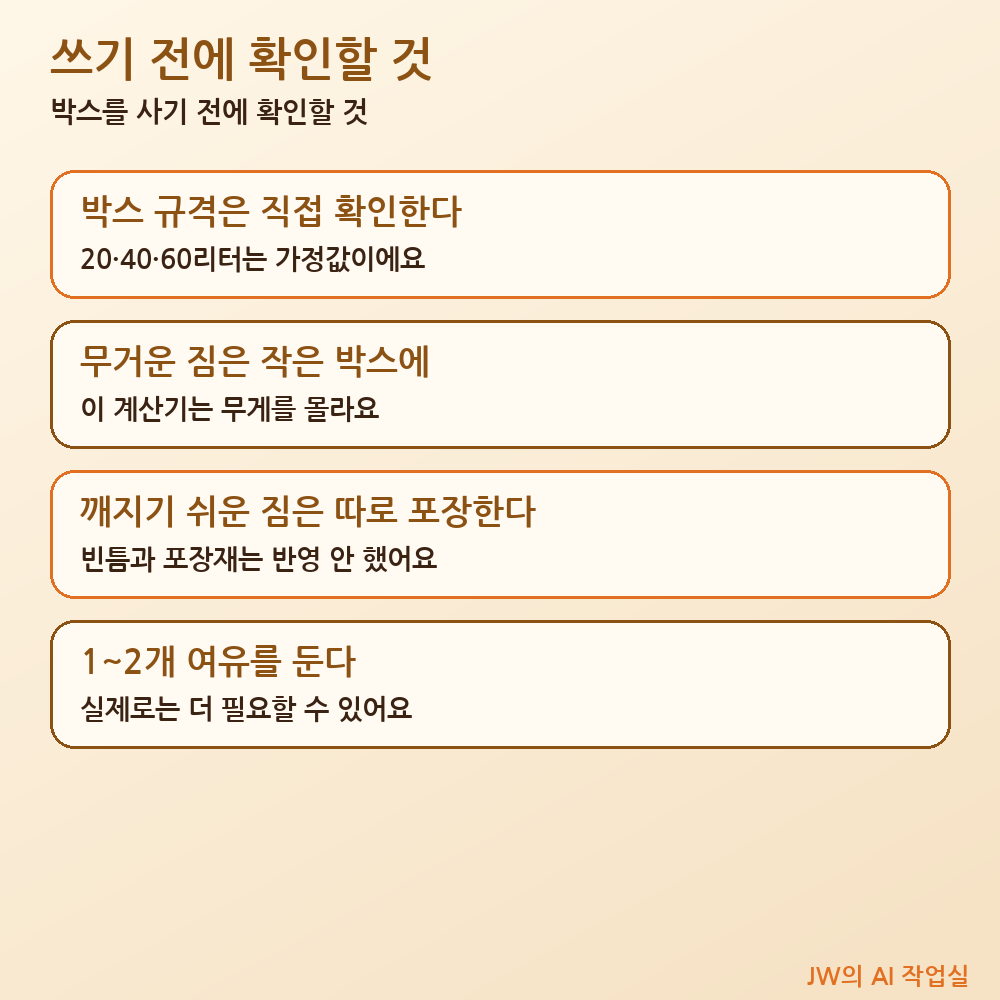 쓰기 전에 확인할 것
박스를 사기 전에 확인할 것
박스 규격은 직접 확인한다
20·40·60리터는 가정값이에요
무거운 짐은 작은 박스에
이 계산기는 무게를 몰라요
깨지기 쉬운 짐은 따로 포장한다
빈틈과 포장재는 반영 안 했어요
1~2개 여유를 둔다
실제로는 더 필요할 수 있어요
JW의 AI 작업실